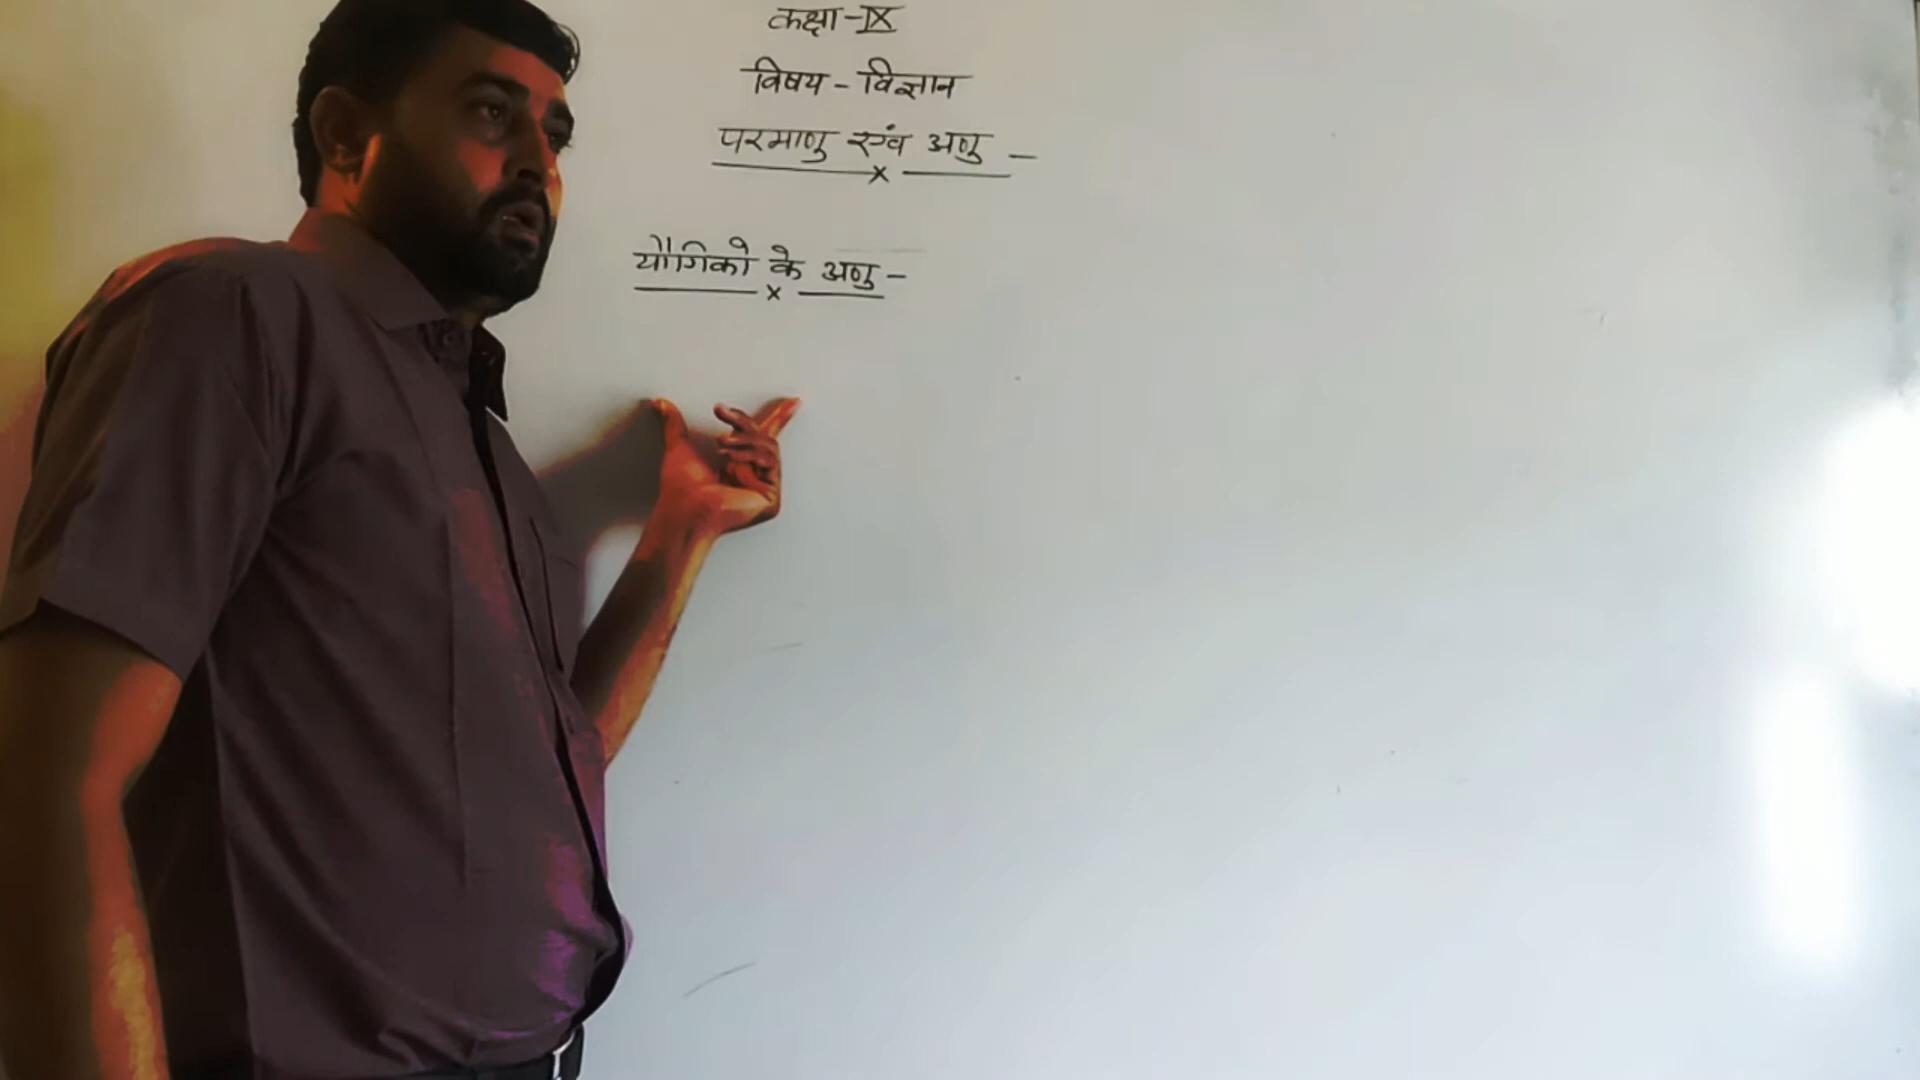 कक्षा-IX
विषय - विज्ञान
परमाणु एवं अणु -
यौगिको के अणु -